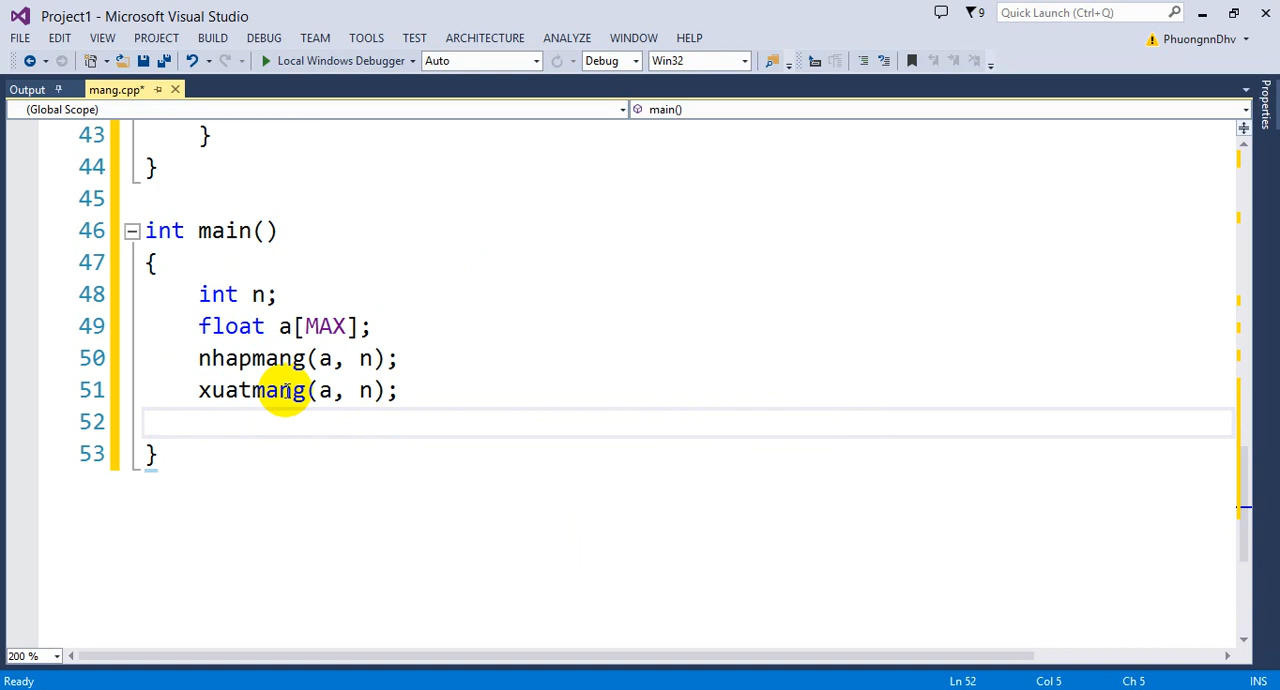 Project1 - Microsoft Visual Studio
9
Quick Launch (Ctrl+Q)
FILE EDIT VIEW PROJECT BUILD DEBUG TEAM TOOLS TEST ARCHITECTURE ANALYZE WINDOW HELP
PhuongnnDhv
Local Windows Debugger Auto Debug Win32
Output mang.cpp*
Properties
(Global Scope) main()
43 }
44 }
45
46 int main()
47 {
48 int n;
49 float a[MAX];
50 nhapmang(a, n);
51 xuatmang(a, n);
52
53 }
200 %
Ready Ln 52 Col 5 Ch 5 INS